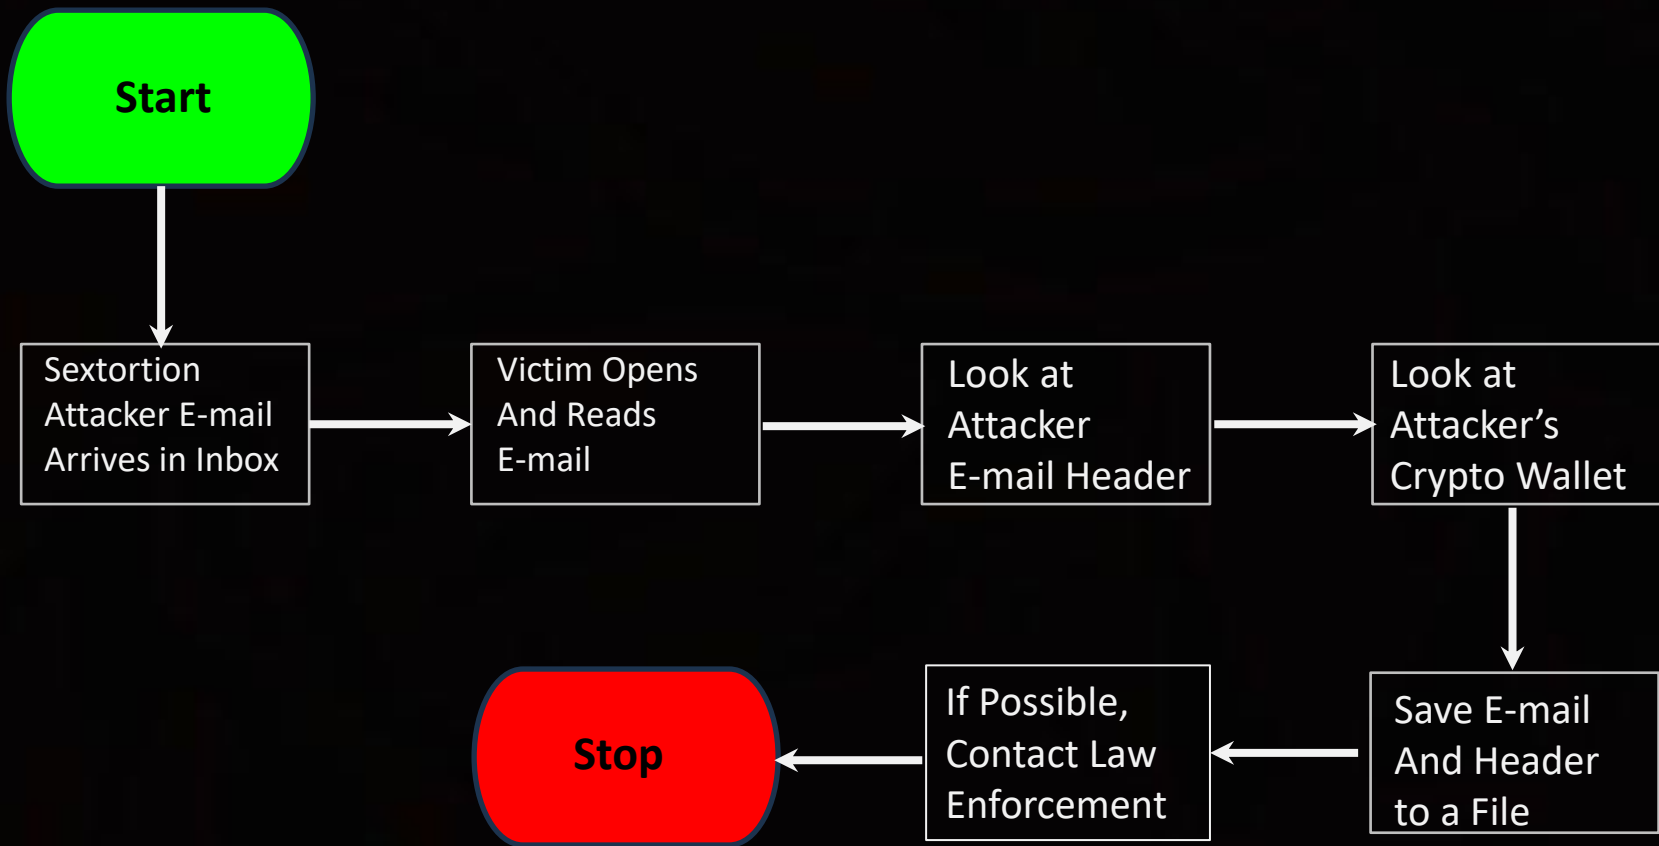 Start
Sextortion
Attacker E-mail
Arrives in Inbox
Victim Opens
And Reads
E-mail
Look at
Attacker
E-mail Header
Look at
Attacker’s
Crypto Wallet
Save E-mail
And Header
to a File
If Possible,
Contact Law
Enforcement
Stop